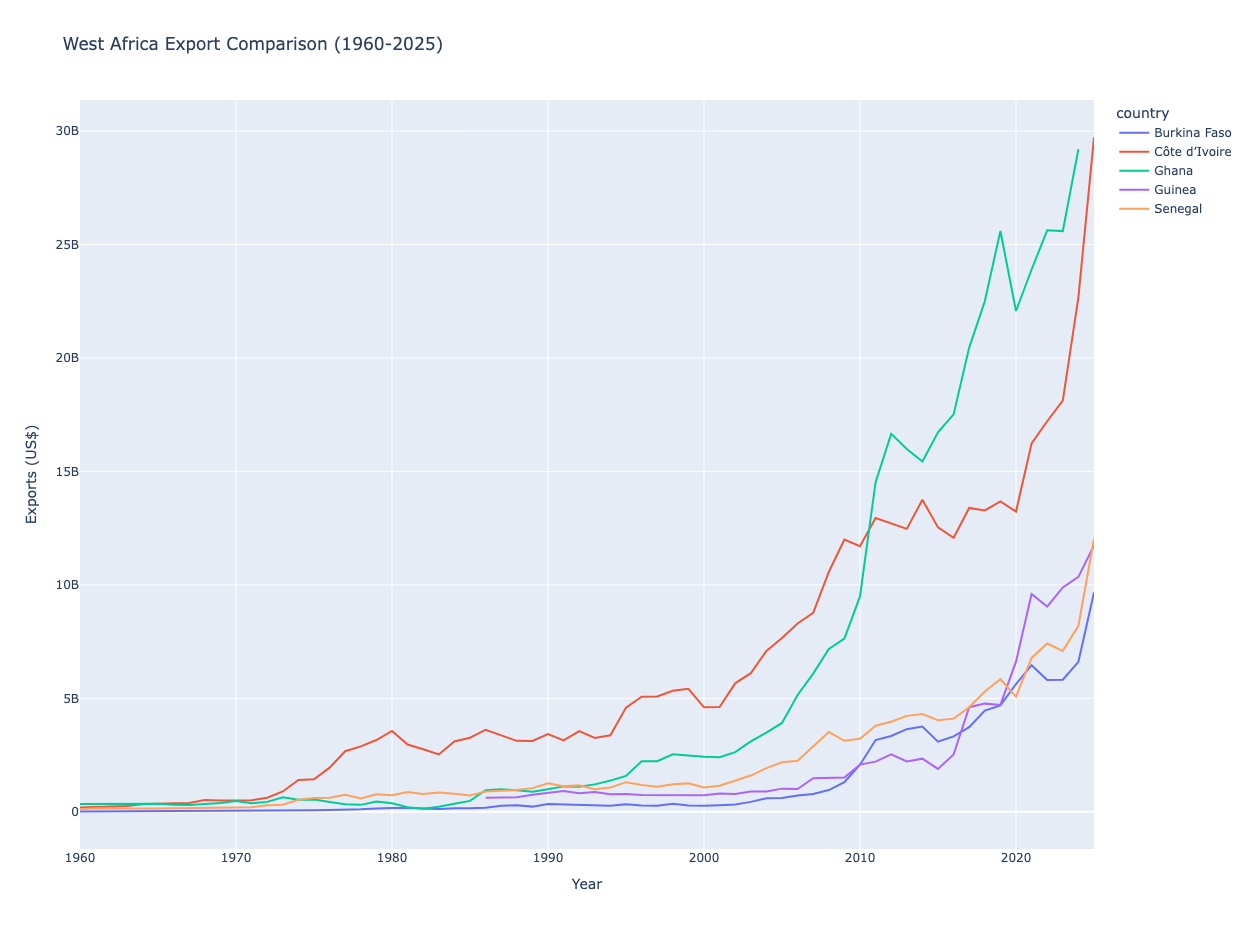 West Africa Export Comparison (1960-2025)
country
Burkina Faso
Côte d’Ivoire
Ghana
Guinea
Senegal
30B
25B
20B
15B
10B
5B
0
Exports (US$)
1960
1970
1980
1990
2000
2010
2020
Year